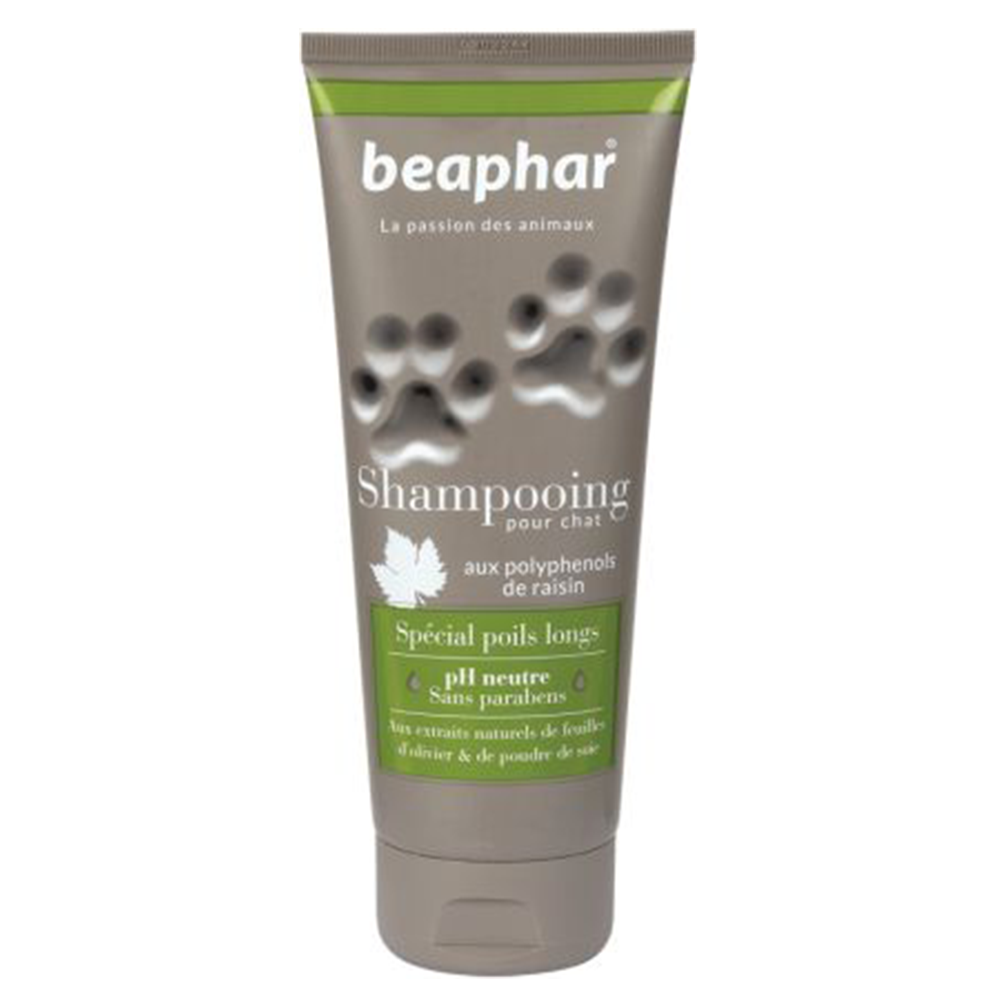 beaphar®
La passion des animaux
Shampooing
pour chat
aux polyphenols
de raisin
Spécial poils longs
pH neutre
Sans parabens
Aux extraits naturels de feuilles
d'olivier & de poudre de soie